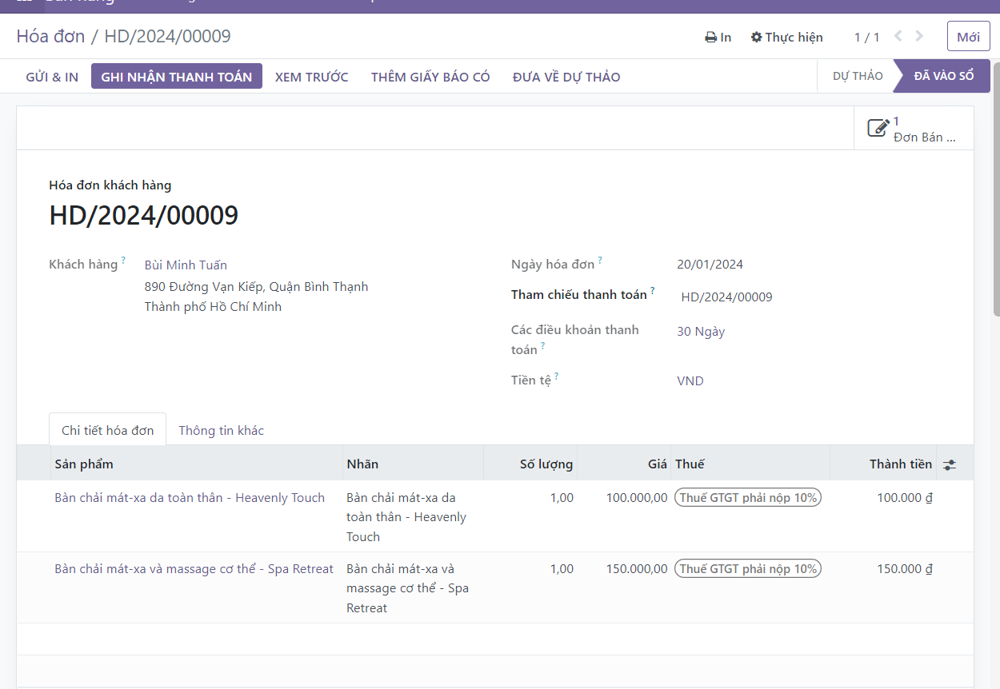 Hóa đơn / HD/2024/00009
In
Thực hiện
1 / 1
Mới
GỬI & IN
GHI NHẬN THANH TOÁN
XEM TRƯỚC
THÊM GIẤY BÁO CÓ
ĐƯA VỀ DỰ THẢO
DỰ THẢO
ĐÃ VÀO SỔ
1
Đơn Bán ...
Hóa đơn khách hàng
HD/2024/00009
Khách hàng ?
Bùi Minh Tuấn
890 Đường Vạn Kiếp, Quận Bình Thạnh
Thành phố Hồ Chí Minh
Ngày hóa đơn ? 20/01/2024
Tham chiếu thanh toán ? HD/2024/00009
Các điều khoản thanh
toán ?
30 Ngày
Tiền tệ ? VND
Chi tiết hóa đơn
Thông tin khác
Sản phẩm Nhãn Số lượng Giá Thuế Thành tiền
Bàn chải mát-xa da toàn thân - Heavenly Touch
Bàn chải mát-xa da
toàn thân - Heavenly
Touch
1,00 100.000,00 Thuế GTGT phải nộp 10% 100.000 ₫
Bàn chải mát-xa và massage cơ thể - Spa Retreat
Bàn chải mát-xa và
massage cơ thể - Spa
Retreat
1,00 150.000,00 Thuế GTGT phải nộp 10% 150.000 ₫